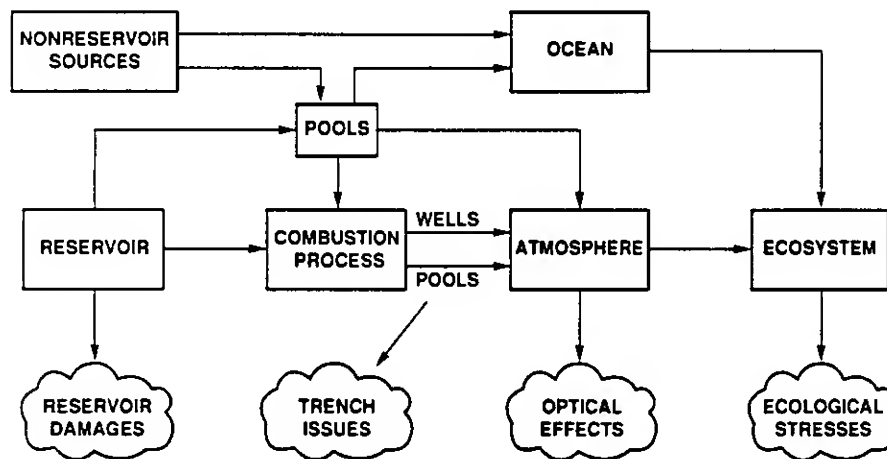 NONRESERVOIR
SOURCES
OCEAN
POOLS
RESERVOIR
COMBUSTION
PROCESS
WELLS
POOLS
ATMOSPHERE
ECOSYSTEM
RESERVOIR
DAMAGES
TRENCH
ISSUES
OPTICAL
EFFECTS
ECOLOGICAL
STRESSES